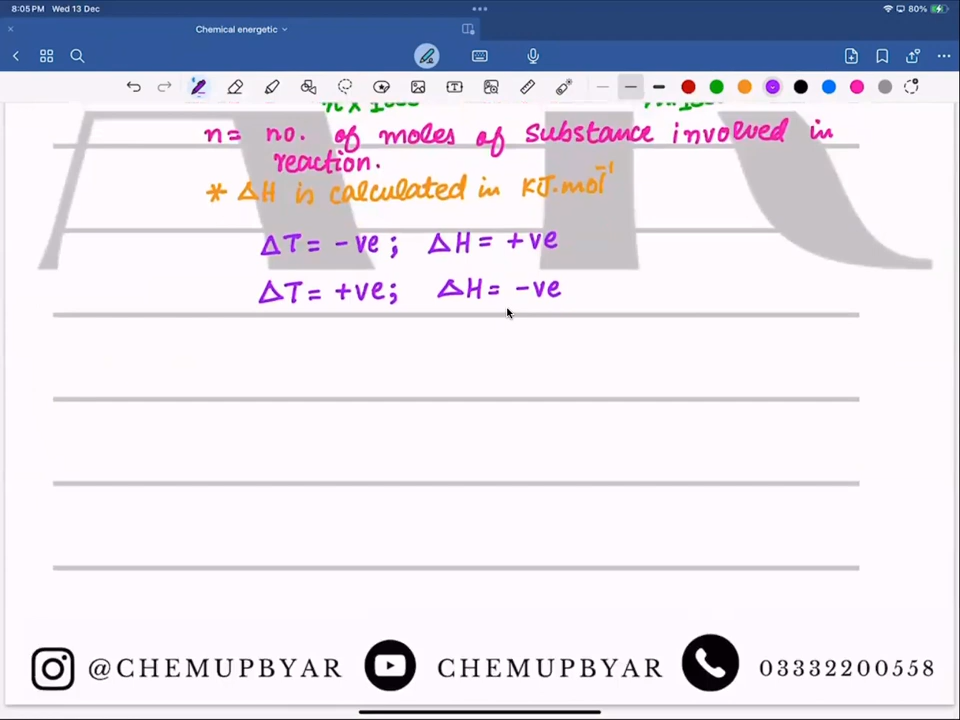 8:05 PM Wed 13 Dec
80%
Chemical energetic
n= no. of moles of substance involved in
reaction.
* ΔH is calculated in KJ.mol⁻¹
ΔT = -ve ; ΔH = +ve
ΔT = +ve; ΔH = -ve
@CHEMUPBYAR CHEMUPBYAR 03332200558